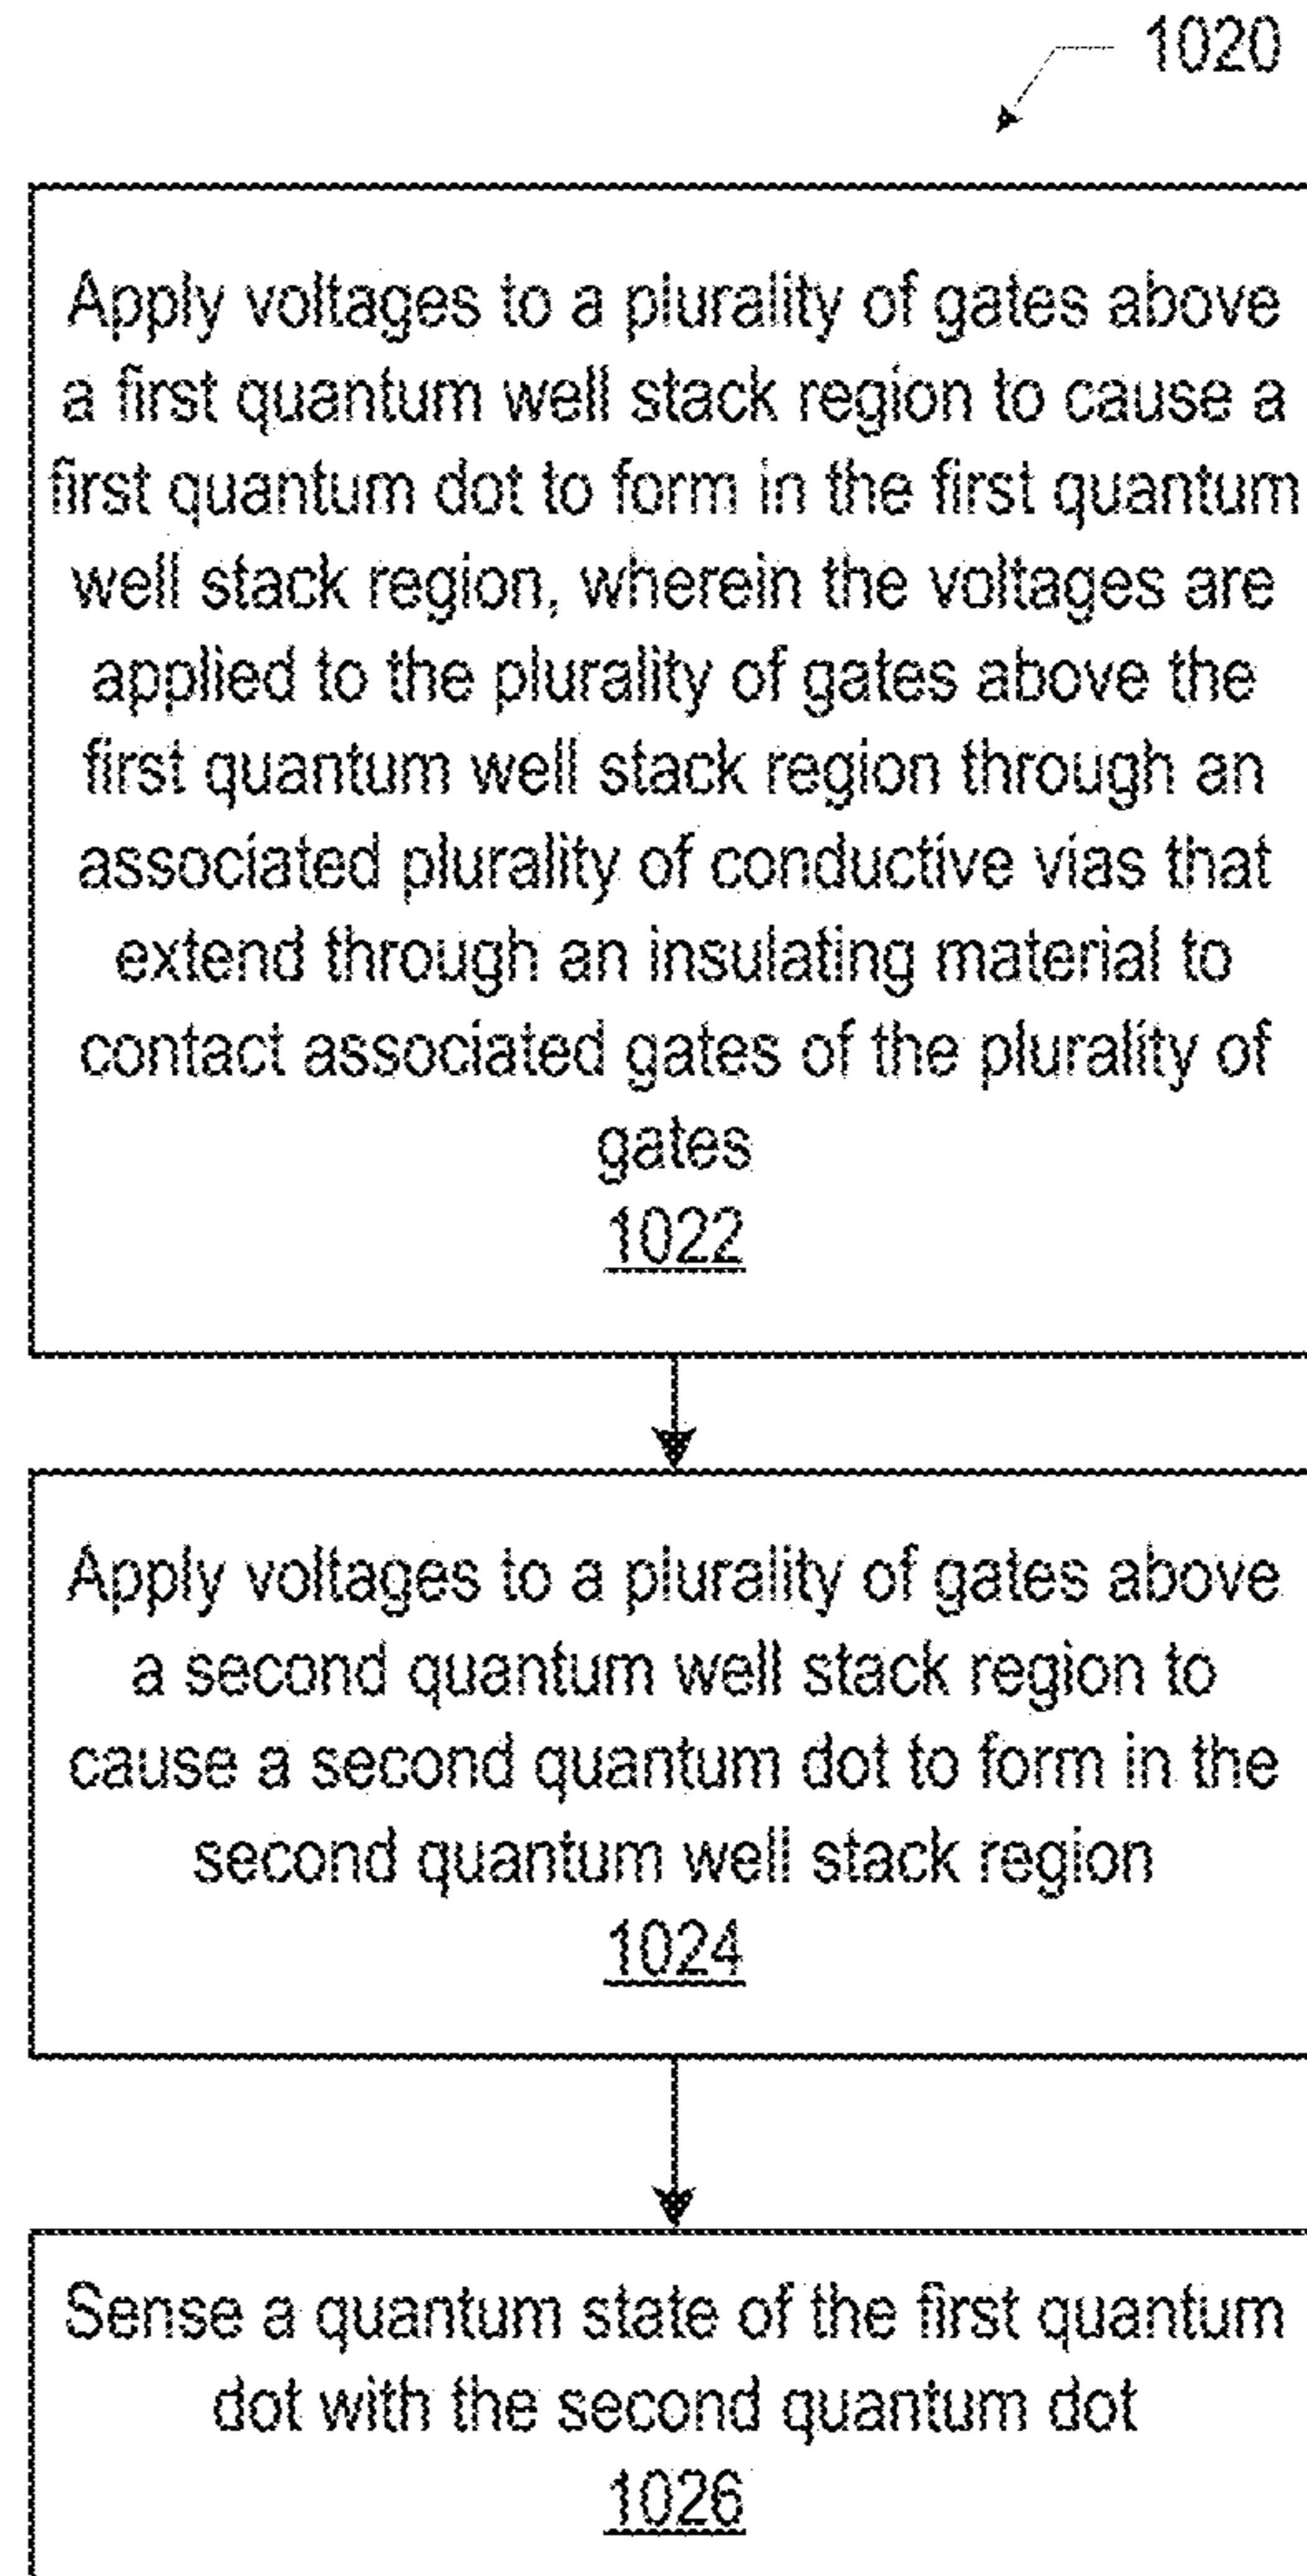 1020
Apply voltages to a plurality of gates above
a first quantum well stack region to cause a
first quantum dot to form in the first quantum
well stack region, wherein the voltages are
applied to the plurality of gates above the
first quantum well stack region through an
associated plurality of conductive vias that
extend through an insulating material to
contact associated gates of the plurality of
gates
1022
Apply voltages to a plurality of gates above
a second quantum well stack region to
cause a second quantum dot to form in the
second quantum well stack region
1024
Sense a quantum state of the first quantum
dot with the second quantum dot
1026